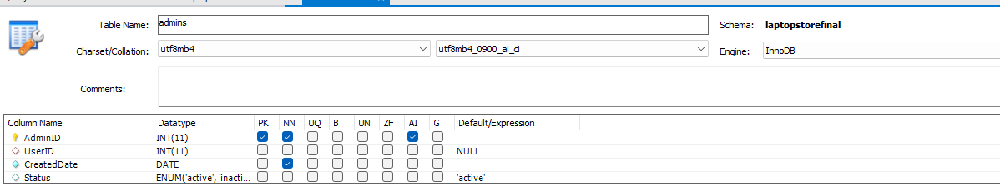 Table Name: admins Schema: laptopstorefinal
Charset/Collation: utf8mb4 utf8mb4_0900_ai_ci Engine: InnoDB
Comments:
Column Name Datatype PK NN UQ B UN ZF AI G Default/Expression
AdminID INT(11)
UserID INT(11) NULL
CreatedDate DATE
Status ENUM('active', 'inacti... 'active'